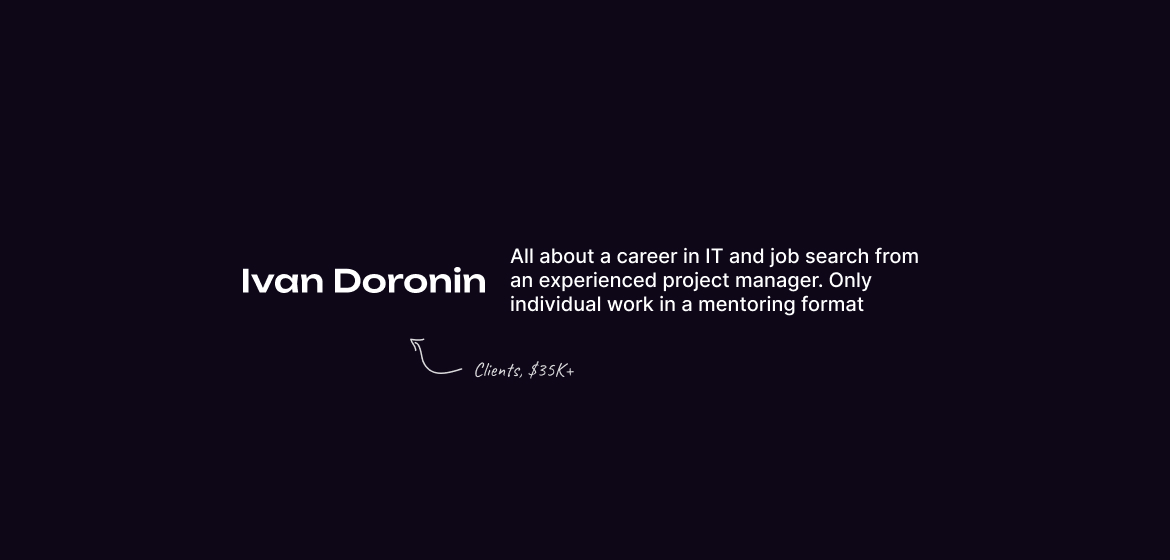 Ivan Doronin
All about a career in IT and job search from
an experienced project manager. Only
individual work in a mentoring format
Clients, $35K+